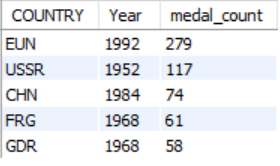 COUNTRY Year medal_count
EUN 1992 279
USSR 1952 117
CHN 1984 74
FRG 1968 61
GDR 1968 58